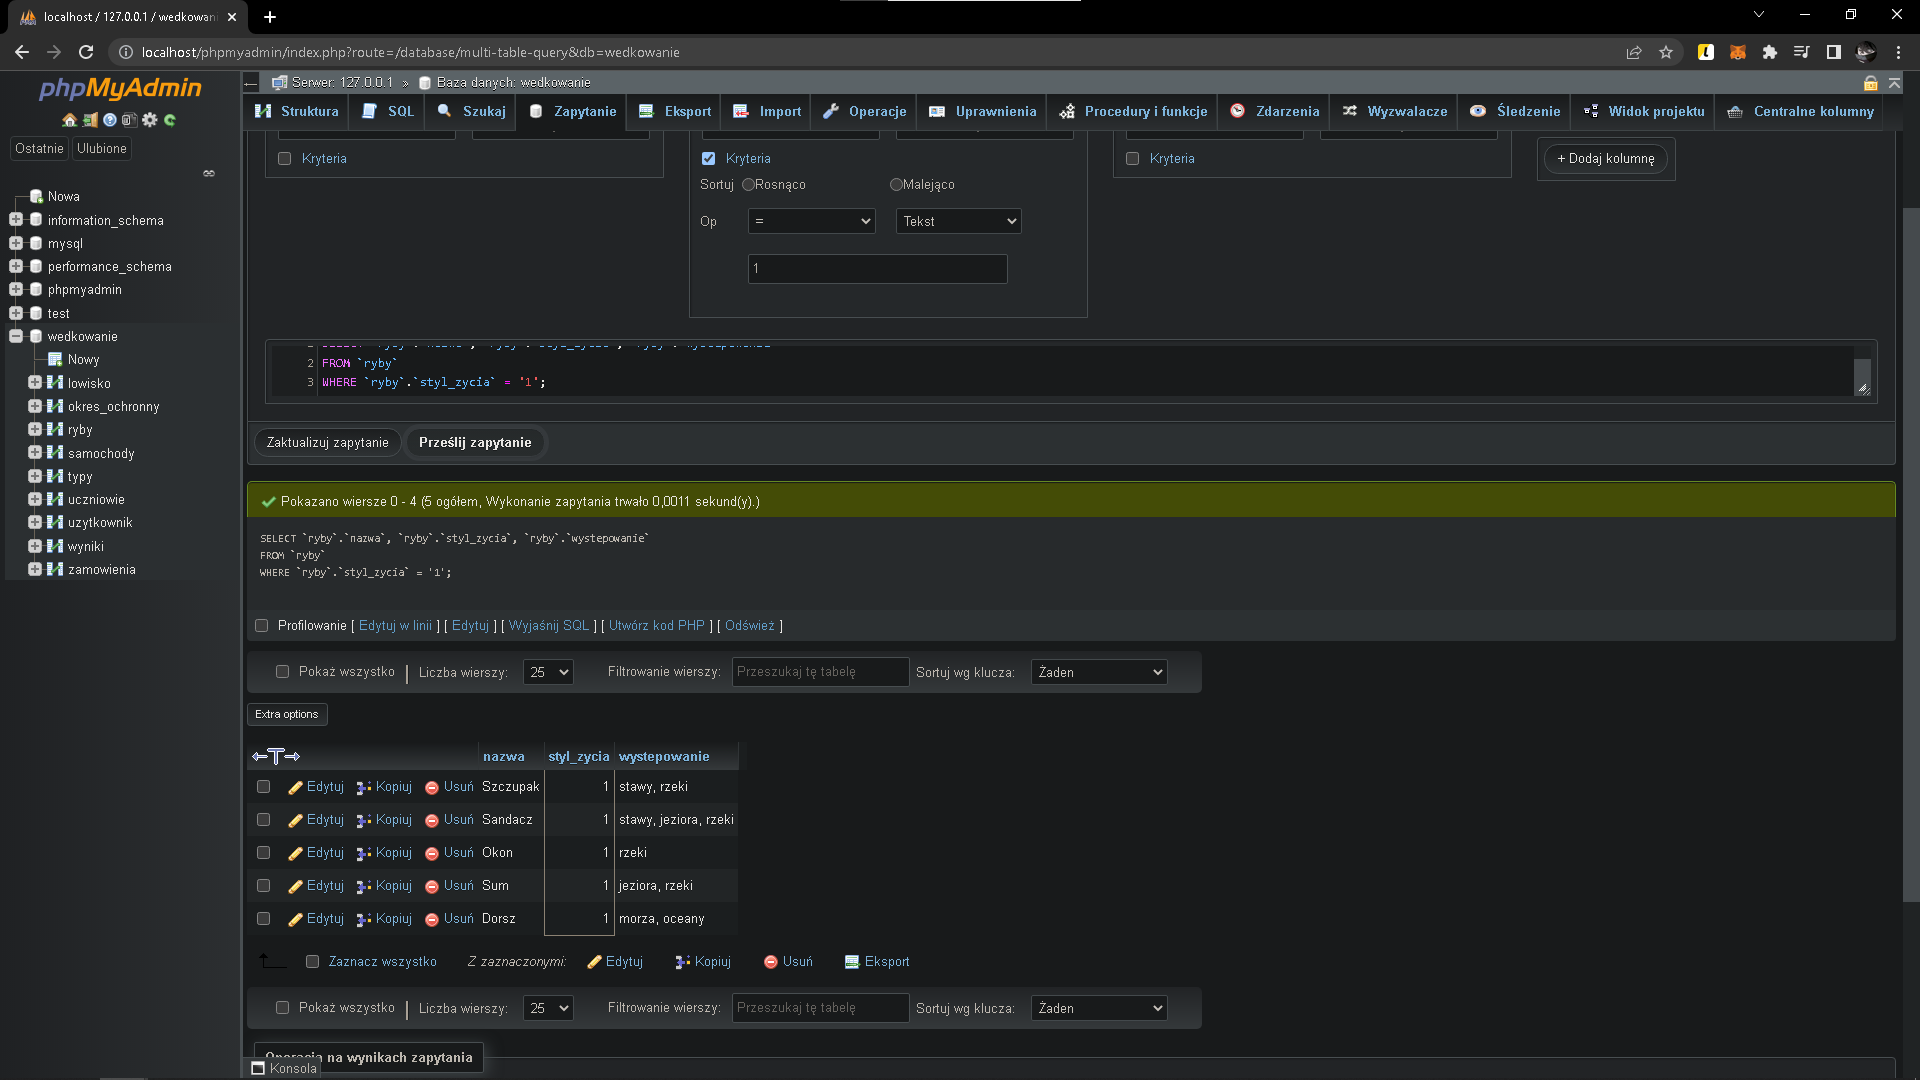 localhost / 127.0.0.1 / wedkowani
localhost/phpmyadmin/index.php?route=/database/multi-table-query&db=wedkowanie
phpMyAdmin
Ostatnie Ulubione
Nowa
information_schema
mysql
performance_schema
phpmyadmin
test
wedkowanie
Nowy
lowisko
okres_ochronny
ryby
samochody
typy
uczniowie
uzytkownik
wyniki
zamowienia
Serwer: 127.0.0.1 » Baza danych: wedkowanie
Struktura SQL Szukaj Zapytanie Eksport Import Operacje Uprawnienia Procedury i funkcje Zdarzenia Wyzwalacze Śledzenie Widok projektu Centralne kolumny
Kryteria Kryteria Kryteria + Dodaj kolumnę
Sortuj Rosnąco Malejąco
Op = Tekst
1
2 FROM `ryby`
3 WHERE `ryby`.`styl_zycia` = '1';
Zaktualizuj zapytanie Prześlij zapytanie
Pokazano wiersze 0 - 4 (5 ogółem, Wykonanie zapytania trwało 0,0011 sekund(y).)
SELECT `ryby`.`nazwa`, `ryby`.`styl_zycia`, `ryby`.`wystepowanie`
FROM `ryby`
WHERE `ryby`.`styl_zycia` = '1';
Profilowanie [ Edytuj w linii ] [ Edytuj ] [ Wyjaśnij SQL ] [ Utwórz kod PHP ] [ Odśwież ]
Pokaż wszystko | Liczba wierszy: 25 Filtrowanie wierszy: Przeszukaj tę tabelę Sortuj wg klucza: Żaden
Extra options
←T→ nazwa styl_zycia wystepowanie
Edytuj Kopiuj Usuń Szczupak 1 stawy, rzeki
Edytuj Kopiuj Usuń Sandacz 1 stawy, jeziora, rzeki
Edytuj Kopiuj Usuń Okon 1 rzeki
Edytuj Kopiuj Usuń Sum 1 jeziora, rzeki
Edytuj Kopiuj Usuń Dorsz 1 morza, oceany
Zaznacz wszystko Z zaznaczonymi: Edytuj Kopiuj Usuń Eksport
Pokaż wszystko | Liczba wierszy: 25 Filtrowanie wierszy: Przeszukaj tę tabelę Sortuj wg klucza: Żaden
na wynikach zapytania
Konsola